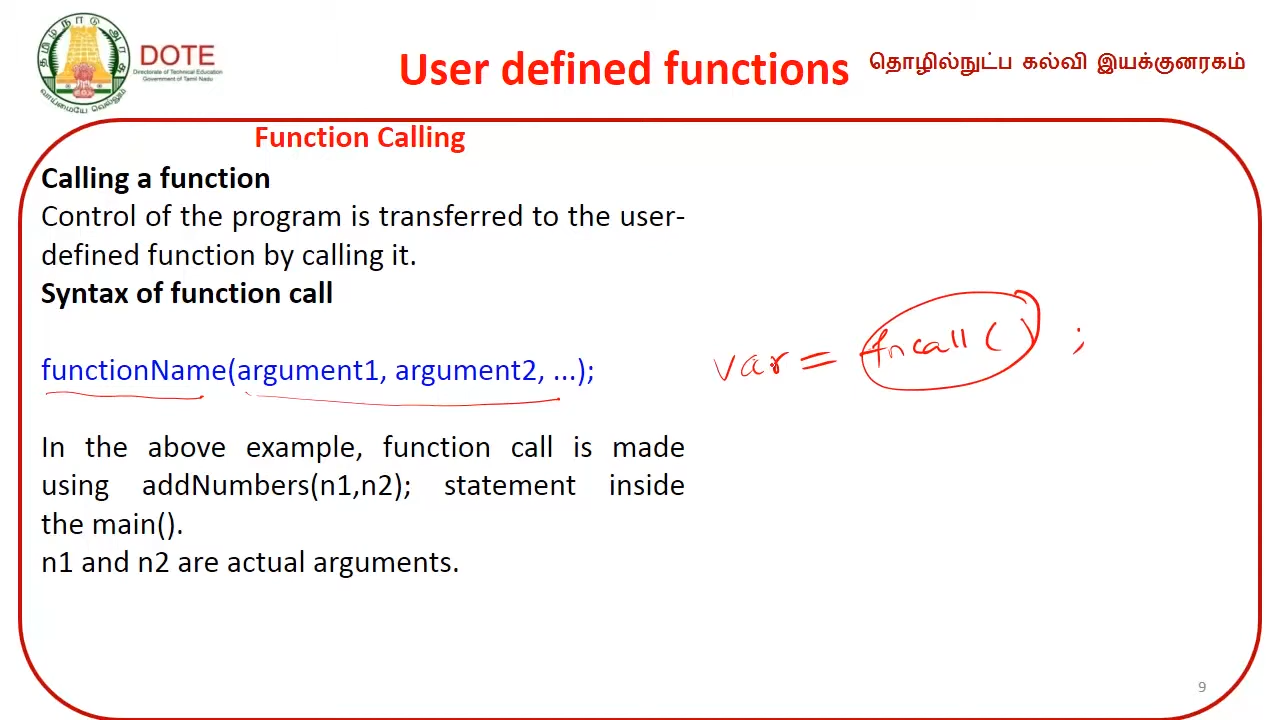 தமிழ்நாடு அரசு
வாய்மையே வெல்லும்
DOTE
Directorate of Technical Education
Government of Tamil Nadu
User defined functions
தொழில்நுட்ப கல்வி இயக்குனரகம்
Function Calling
Calling a function
Control of the program is transferred to the user-
defined function by calling it.
Syntax of function call
functionName(argument1, argument2, ...);
var = fncall( ) ;
In the above example, function call is made
using addNumbers(n1,n2); statement inside
the main().
n1 and n2 are actual arguments.
9